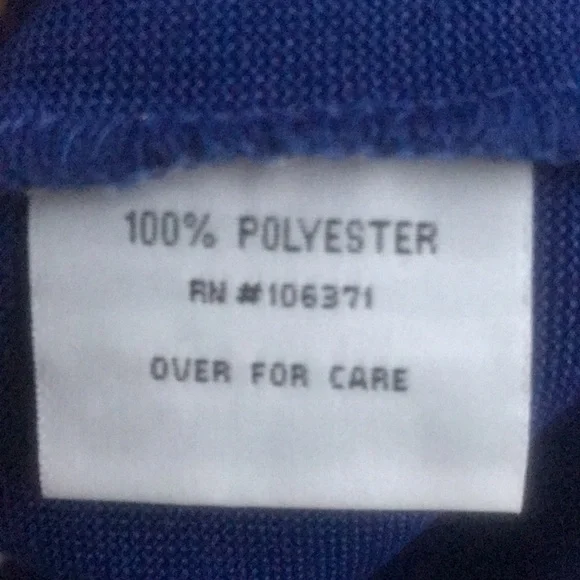 100% POLYESTER
RN #106371
OVER FOR CARE